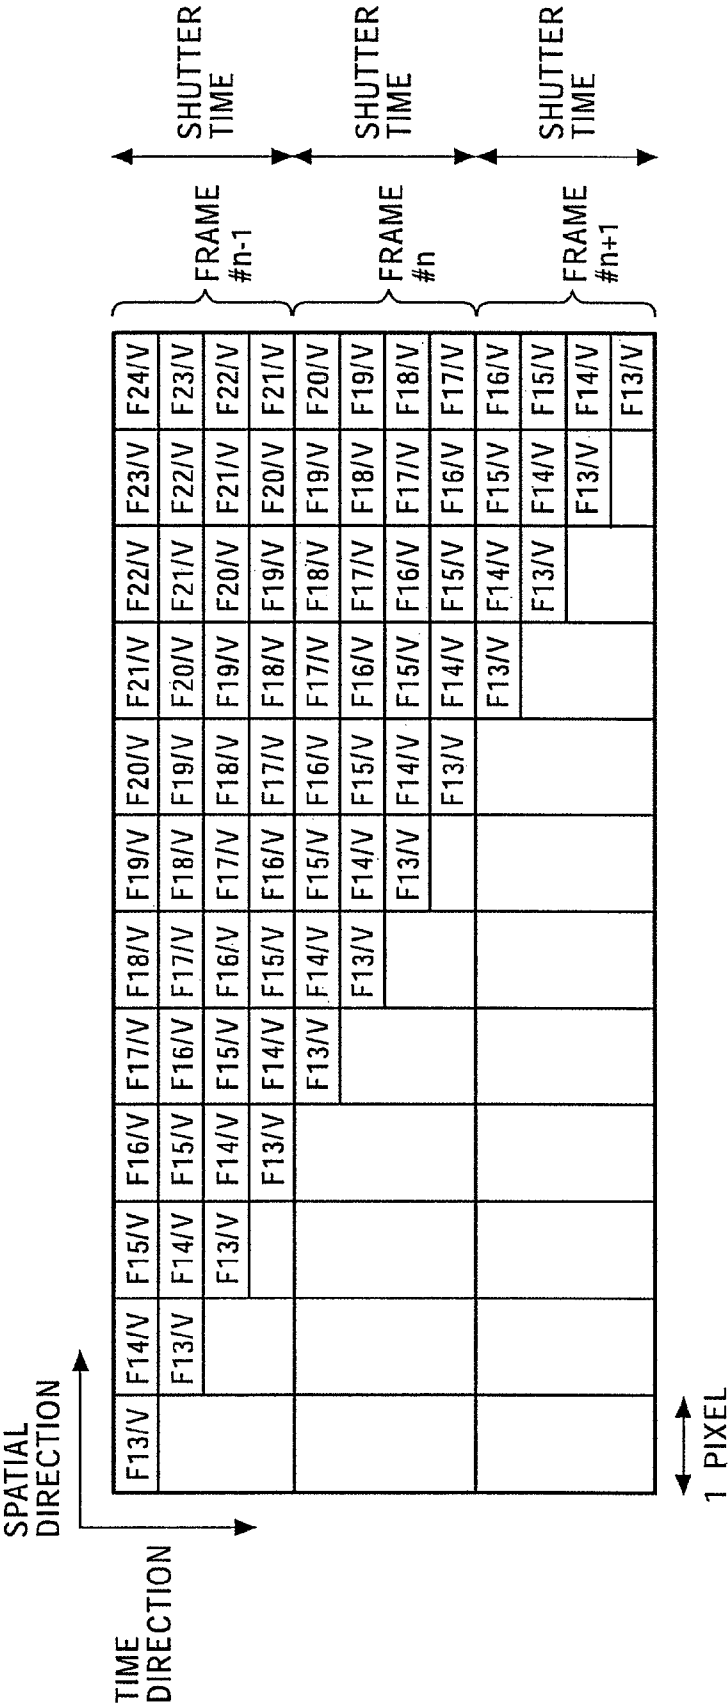 SPATIAL
DIRECTION
TIME
DIRECTION
F13/V F14/V F15/V F16/V F17/V F18/V F19/V F20/V F21/V F22/V F23/V F24/V
F13/V F14/V F15/V F16/V F17/V F18/V F19/V F20/V F21/V F22/V F23/V
F13/V F14/V F15/V F16/V F17/V F18/V F19/V F20/V F21/V F22/V
F13/V F14/V F15/V F16/V F17/V F18/V F19/V F20/V F21/V
F13/V F14/V F15/V F16/V F17/V F18/V F19/V F20/V
F13/V F14/V F15/V F16/V F17/V F18/V F19/V
F13/V F14/V F15/V F16/V F17/V F18/V
F13/V F14/V F15/V F16/V F17/V
F13/V F14/V F15/V F16/V
F13/V F14/V F15/V
F13/V F14/V
F13/V
FRAME
#n-1
SHUTTER
TIME
FRAME
#n
SHUTTER
TIME
FRAME
#n+1
SHUTTER
TIME
1 PIXEL